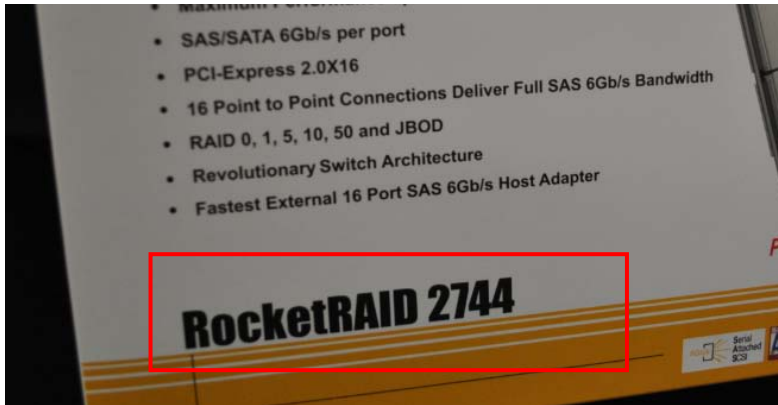 SAS/SATA 6Gb/s per port
PCI-Express 2.0X16
16 Point to Point Connections Deliver Full SAS 6Gb/s Bandwidth
RAID 0, 1, 5, 10, 50 and JBOD
Revolutionary Switch Architecture
Fastest External 16 Port SAS 6Gb/s Host Adapter
RocketRAID 2744
Serial
Attached
SCSI